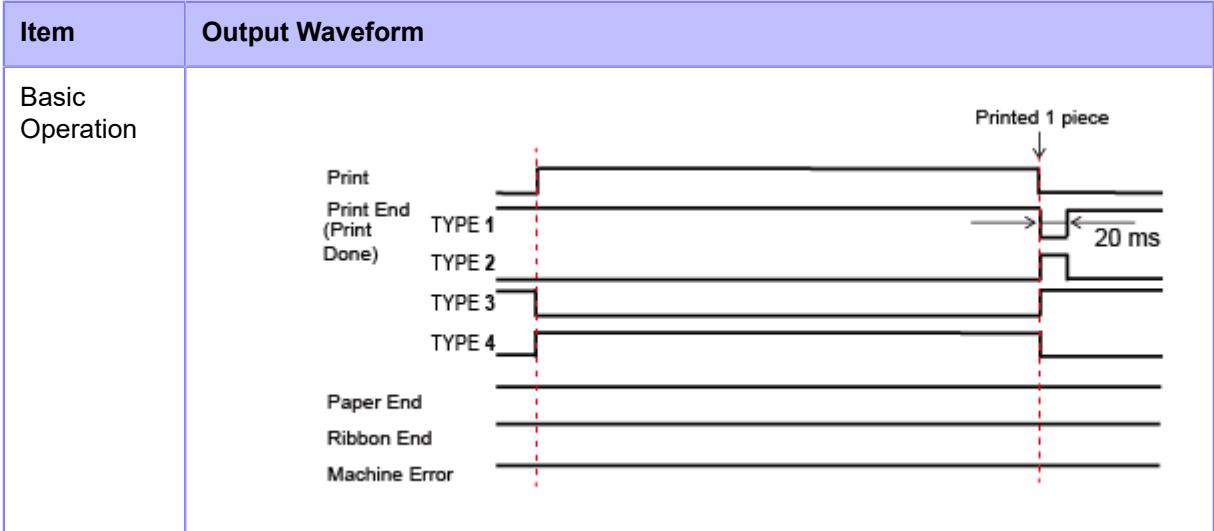 Item Output Waveform
Basic
Operation
Printed 1 piece
Print
Print End
(Print
Done)
TYPE 1
20 ms
TYPE 2
TYPE 3
TYPE 4
Paper End
Ribbon End
Machine Error